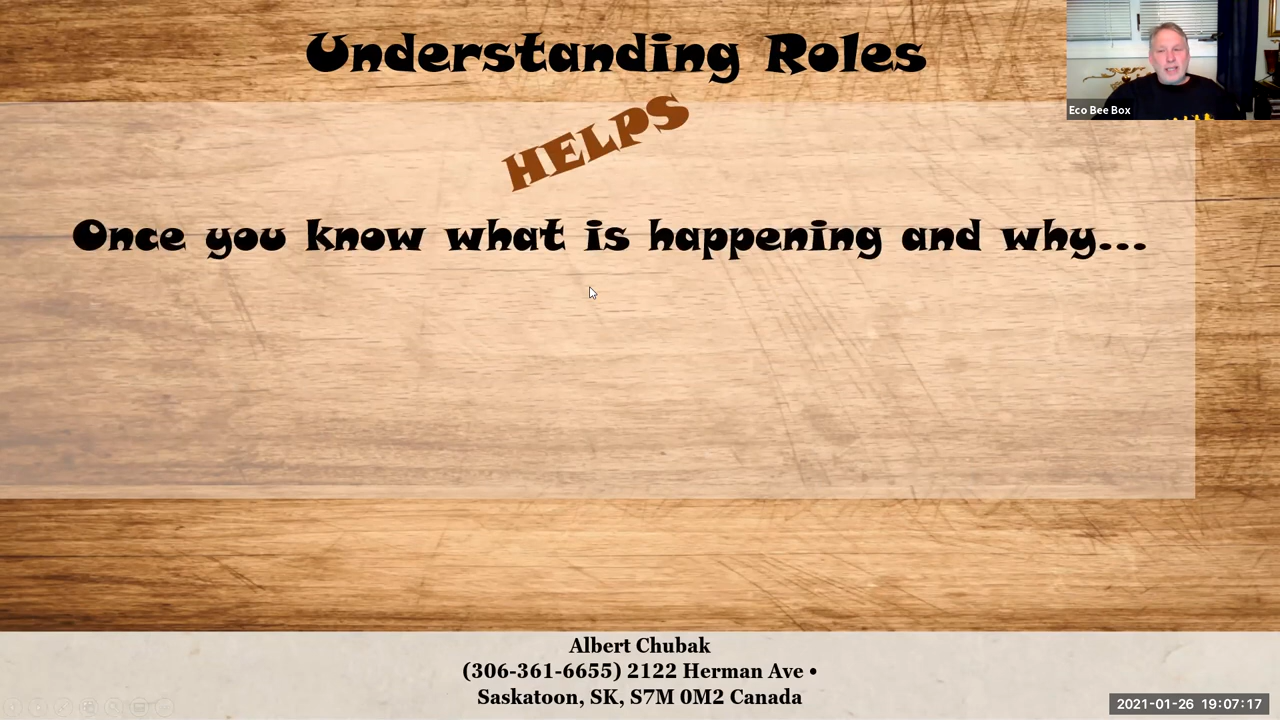 Understanding Roles
Eco Bee Box
HELPS
Once you know what is happening and why...
Albert Chubak
(306-361-6655) 2122 Herman Ave •
Saskatoon, SK, S7M 0M2 Canada
2021-01-26 19:07:17